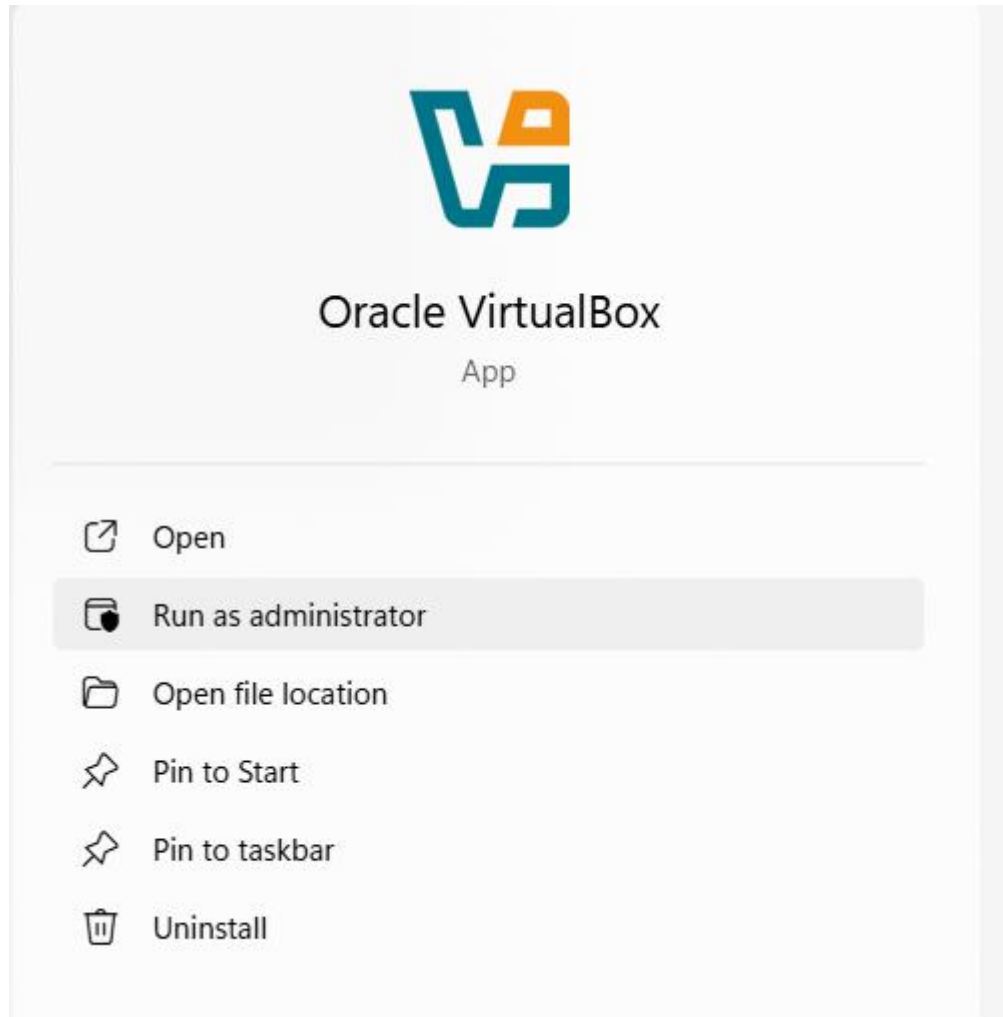 Oracle VirtualBox
App
Open
Run as administrator
Open file location
Pin to Start
Pin to taskbar
Uninstall